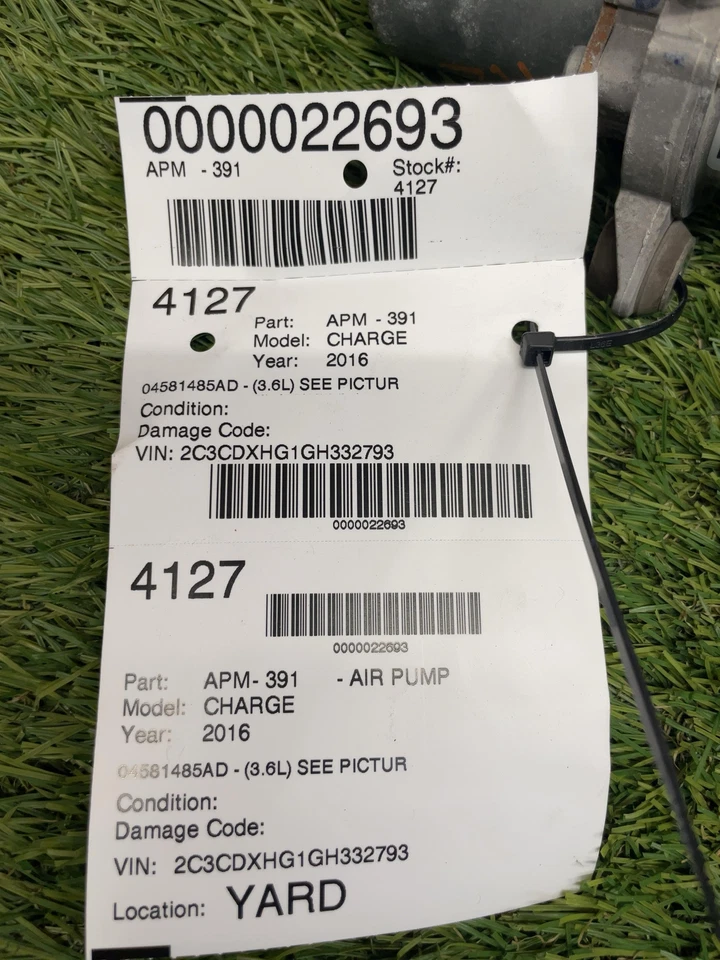 0000022693
APM - 391
Stock#:
4127
4127
Part: APM - 391
Model: CHARGE
Year: 2016
04581485AD - (3.6L) SEE PICTUR
Condition:
Damage Code:
VIN: 2C3CDXHG1GH332793
0000022693
4127
0000022693
Part: APM- 391 - AIR PUMP
Model: CHARGE
Year: 2016
04581485AD - (3.6L) SEE PICTUR
Condition:
Damage Code:
VIN: 2C3CDXHG1GH332793
Location: YARD